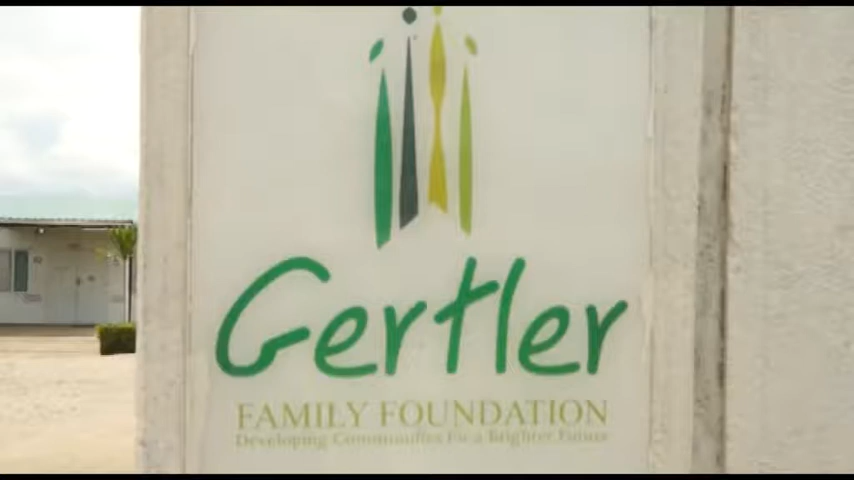 Gertler
FAMILY FOUNDATION
Developing Communities for a Brighter Future